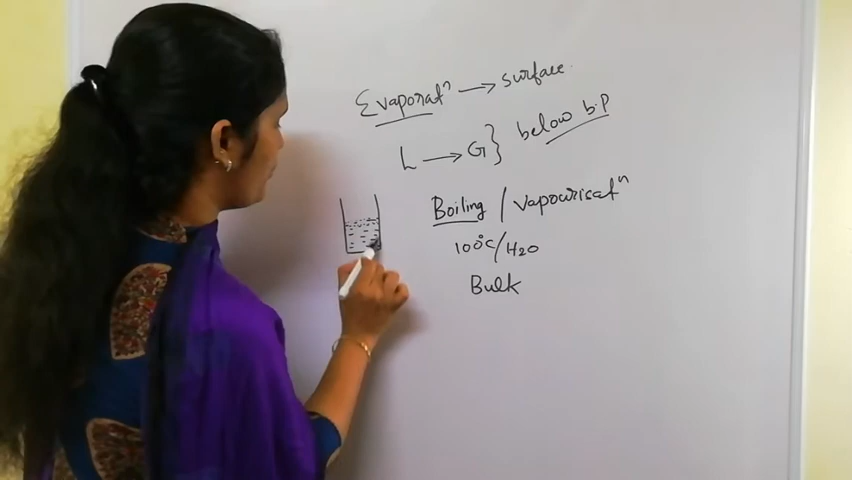 Evaporatⁿ → surface.
L → G} below b.P
Boiling / Vapourisatⁿ
100°C/H2O
Bulk